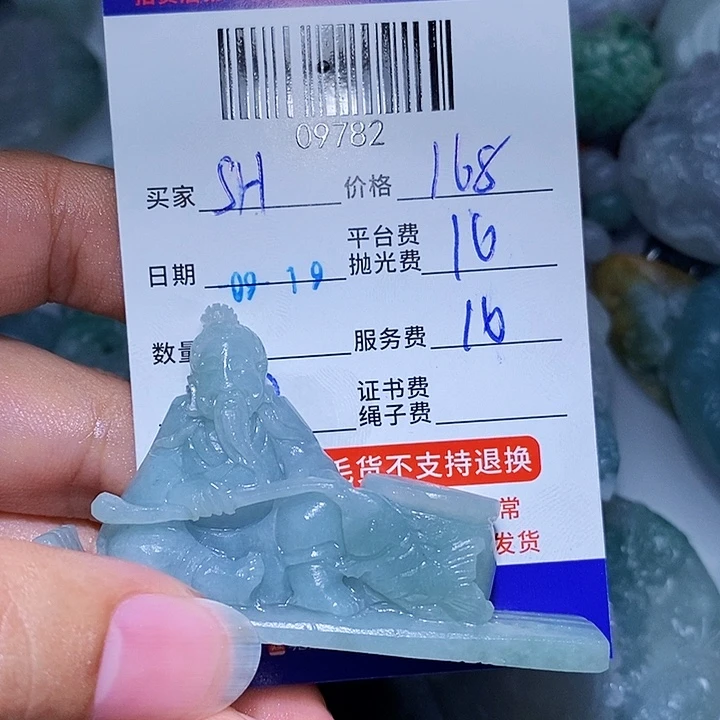 09782
买家 SH 价格 168
平台费
抛光费 16
日期 09-19
数量 服务费 16
证书费
绳子费
毛货不支持退换
常
发货